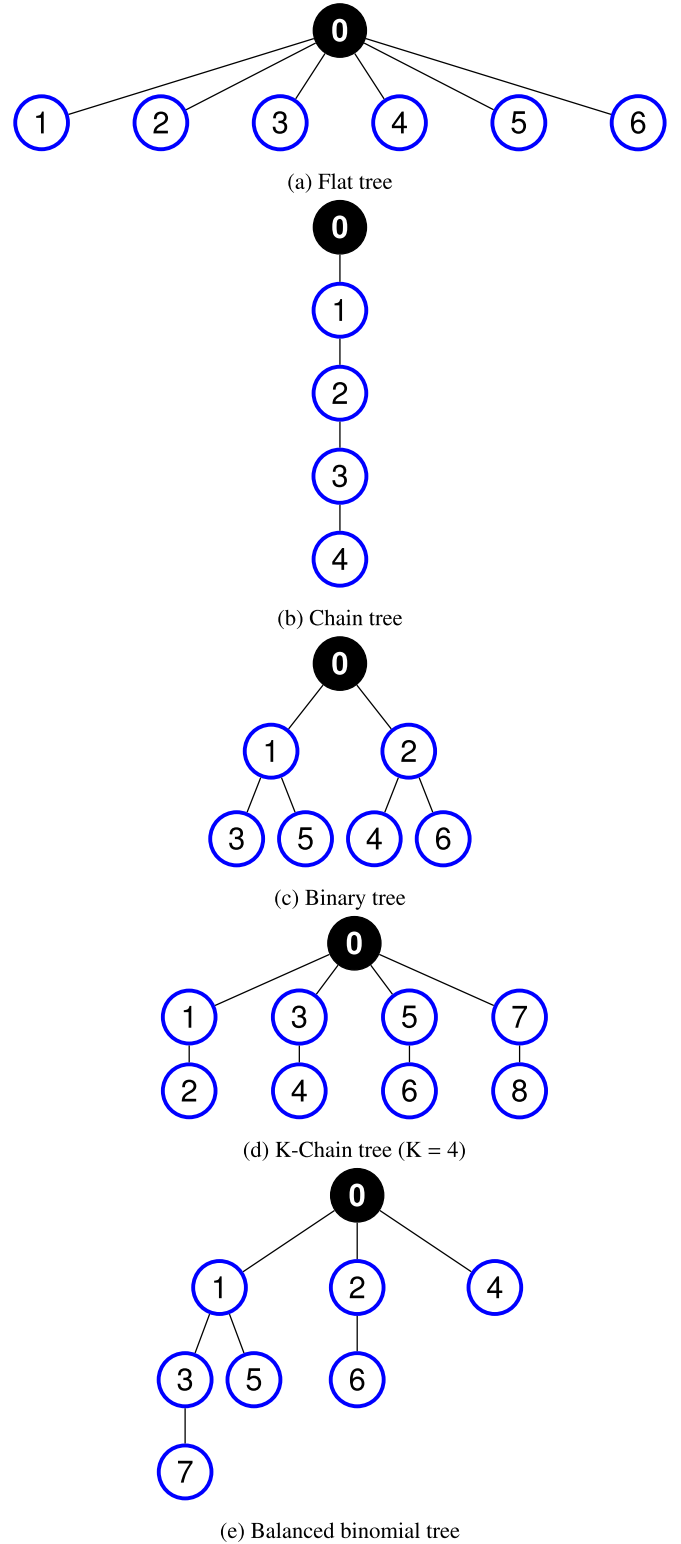 0
1 2 3 4 5 6
(a) Flat tree
0
1
2
3
4
(b) Chain tree
0
1 2
3 5 4 6
(c) Binary tree
0
1 3 5 7
2 4 6 8
(d) K-Chain tree (K = 4)
0
1 2 4
3 5 6
7
(e) Balanced binomial tree